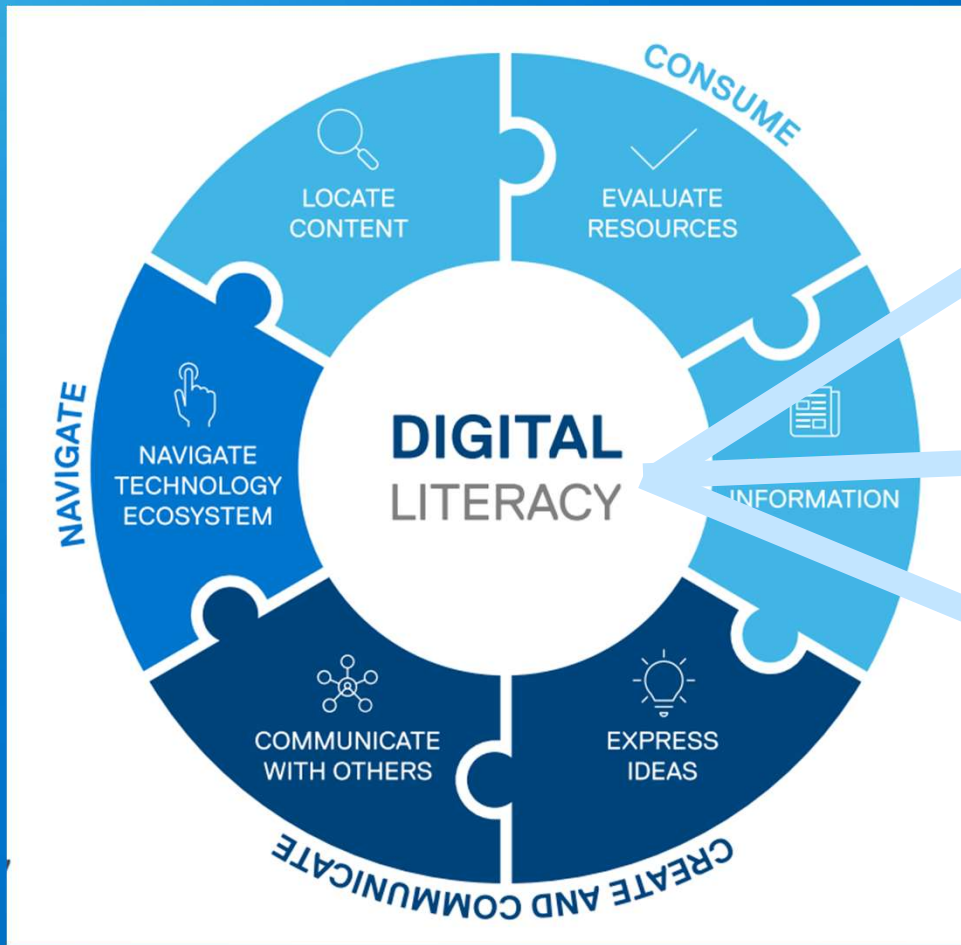 CONSUME
LOCATE
CONTENT
EVALUATE
RESOURCES
INFORMATION
DIGITAL
LITERACY
NAVIGATE
NAVIGATE
TECHNOLOGY
ECOSYSTEM
COMMUNICATE
WITH OTHERS
EXPRESS
IDEAS
CREATE AND COMMUNICATE